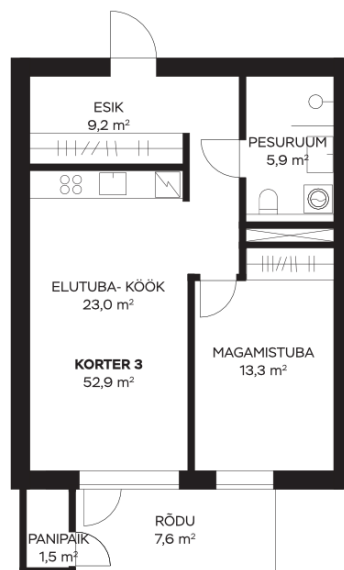 ESIK
9,2 m²
PESURUUM
5,9 m²
ELUTUBA- KÖÖK
23,0 m²
KORTER 3
52,9 m²
MAGAMISTUBA
13,3 m²
PANIPAIK
1,5 m²
RÕDU
7,6 m²